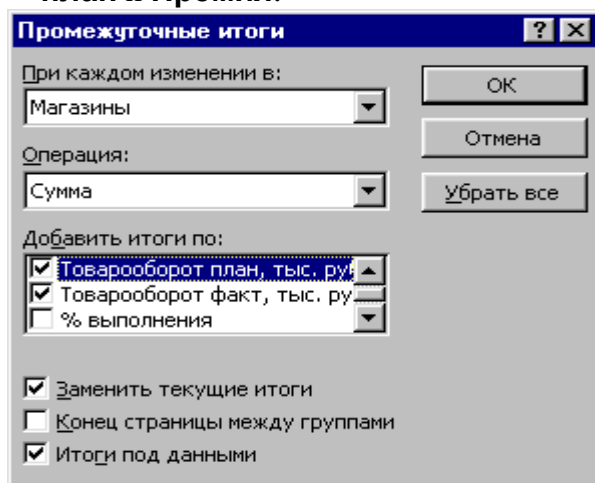 Промежуточные итоги
При каждом изменении в:
Магазины
Операция:
Сумма
Добавить итоги по:
Товарооборот план, тыс. ру
Товарооборот факт, тыс. ру
% выполнения
Заменить текущие итоги
Конец страницы между группами
Итоги под данными
OK
Отмена
Убрать все